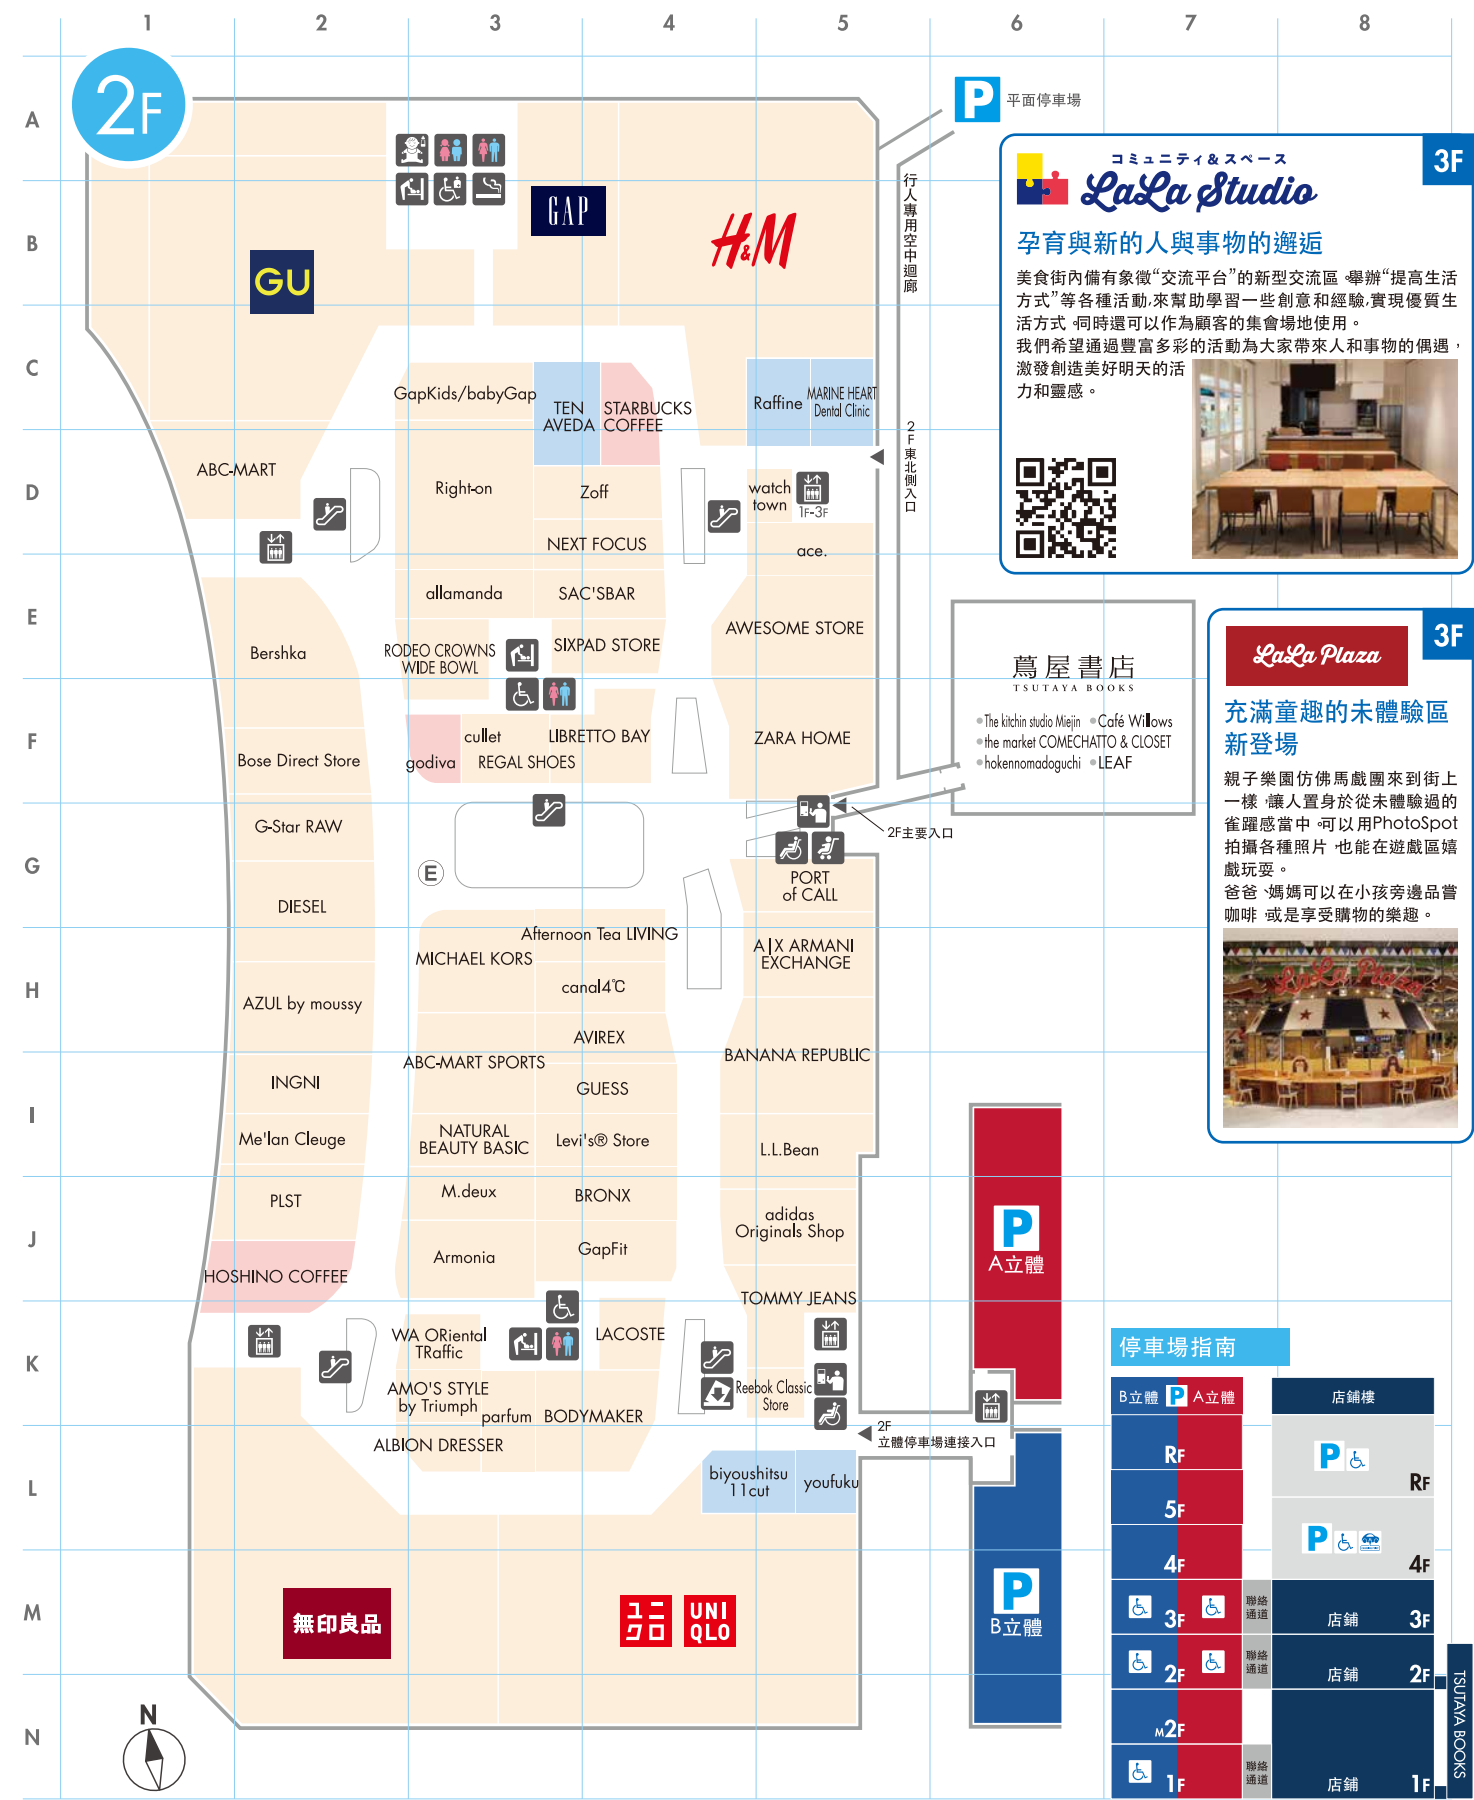 1 2 3 4 5 6 7 8
2F
A
B
C
D
E
F
G
H
I
J
K
L
M
N
P 平面停車場
行人專用空中迴廊
GAP
H&M
GU
GapKids/babyGap
TEN
AVEDA
STARBUCKS
COFFEE
Raffine
MARINE HEART
Dental Clinic
2F東北側入口
ABC-MART
Right-on
Zoff
watch
town
1F-3F
NEXT FOCUS
ace.
allamanda
SAC'SBAR
AWESOME STORE
Bershka
RODEO CROWNS
WIDE BOWL
SIXPAD STORE
Bose Direct Store
cullet
godiva
REGAL SHOES
LIBRETTO BAY
ZARA HOME
G-Star RAW
2F主要入口
E
DIESEL
PORT
of CALL
Afternoon Tea LIVING
MICHAEL KORS
A|X ARMANI
EXCHANGE
canal4℃
AZUL by moussy
AVIREX
ABC-MART SPORTS
BANANA REPUBLIC
INGNI
GUESS
Me'lan Cleuge
NATURAL
BEAUTY BASIC
Levi's® Store
L.L.Bean
PLST
M.deux
BRONX
adidas
Originals Shop
Armonia
GapFit
HOSHINO COFFEE
TOMMY JEANS
WA ORiental
TRaffic
LACOSTE
AMO'S STYLE
by Triumph
parfum
BODYMAKER
Reebok Classic
Store
ALBION DRESSER
2F
立體停車場連接入口
biyoushitsu
11cut
youfuku
無印良品
ユニ
クロ
UNI
QLO
N
蔦屋書店
TSUTAYA BOOKS
The kitchin studio Miejin
Café Willows
the market COMECHATTO & CLOSET
hokennomadoguchi
LEAF
P
A立體
P
B立體
3F
コミュニティ&スペース
LaLa Studio
孕育與新的人與事物的邂逅
美食街內備有象徵“交流平台”的新型交流區。舉辦“提高生活
方式”等各種活動,來幫助學習一些創意和經驗,實現優質生
活方式。同時還可以作為顧客的集會場地使用。
我們希望通過豐富多彩的活動為大家帶來人和事物的偶遇,
激發創造美好明天的活
力和靈感。
3F
LaLa Plaza
充滿童趣的未體驗區
新登場
親子樂園仿佛馬戲團來到街上
一樣,讓人置身於從未體驗過的
雀躍感當中。可以用PhotoSpot
拍攝各種照片,也能在遊戲區嬉
戲玩耍。
爸爸、媽媽可以在小孩旁邊品嘗
咖啡,或是享受購物的樂趣。
LaLa Plaza
停車場指南
B立體 P A立體
店鋪樓
RF
5F
4F
3F
2F
M2F
1F
聯絡
通道
聯絡
通道
聯絡
通道
P
RF
P
4F
店鋪 3F
店鋪 2F
店鋪 1F
TSUTAYA BOOKS